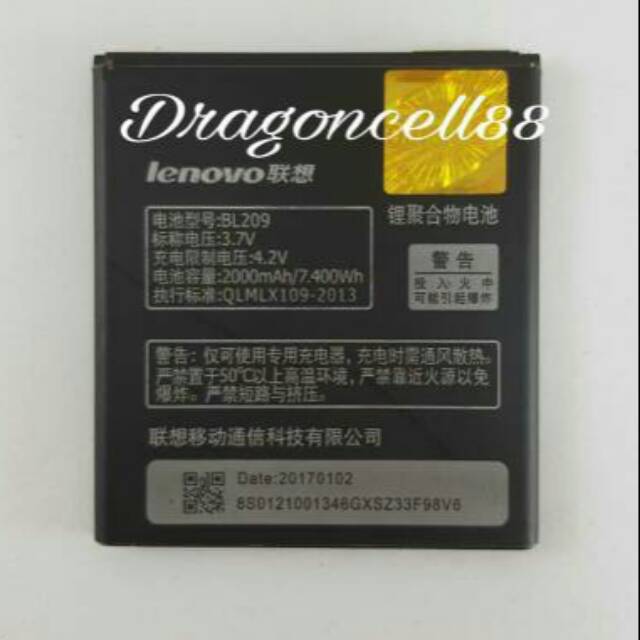 Dragoncell88
lenovo联想
电池型号:BL209
标称电压:3.7V
充电限制电压:4.2V
电池容量:2000mAh/7.400Wh
执行标准:QLMLX109-2013
锂聚合物电池
警告
投入火中
可能引起爆炸
警告:仅可使用专用充电器,充电时需通风散热。
严禁置于50℃以上高温环境,严禁靠近火源以免
爆炸。严禁短路与挤压。
联想移动通信科技有限公司
Date:20170102
8S0121001346GXSZ33F98V6